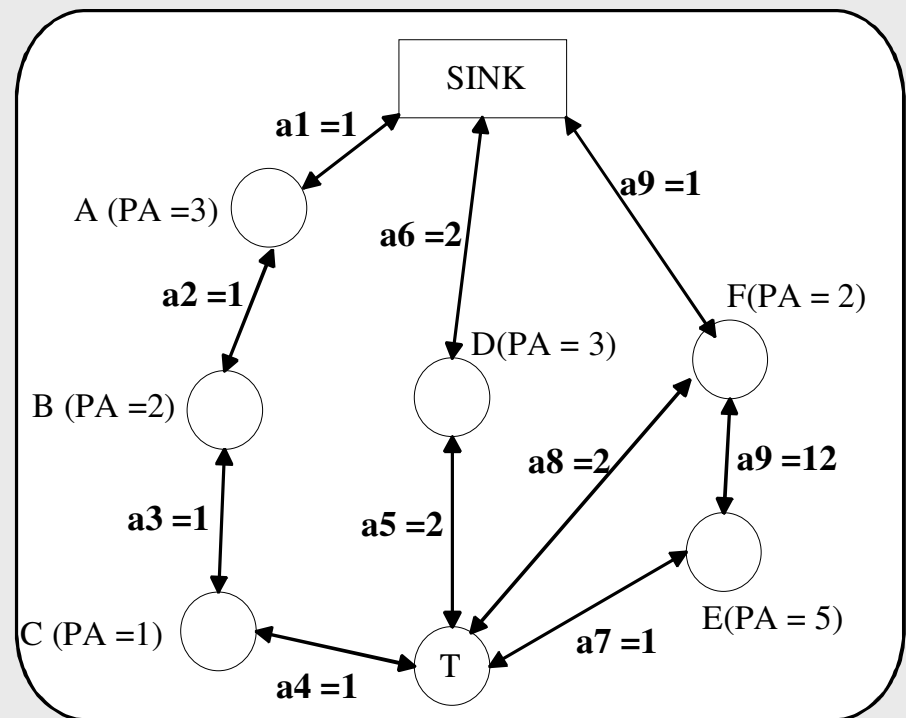 SINK
a1 =1
a9 =1
A (PA =3)
a6 =2
a2 =1
F(PA = 2)
D(PA = 3)
B (PA =2)
a8 =2
a9 =12
a3 =1
a5 =2
E(PA = 5)
C (PA =1)
a7 =1
T
a4 =1